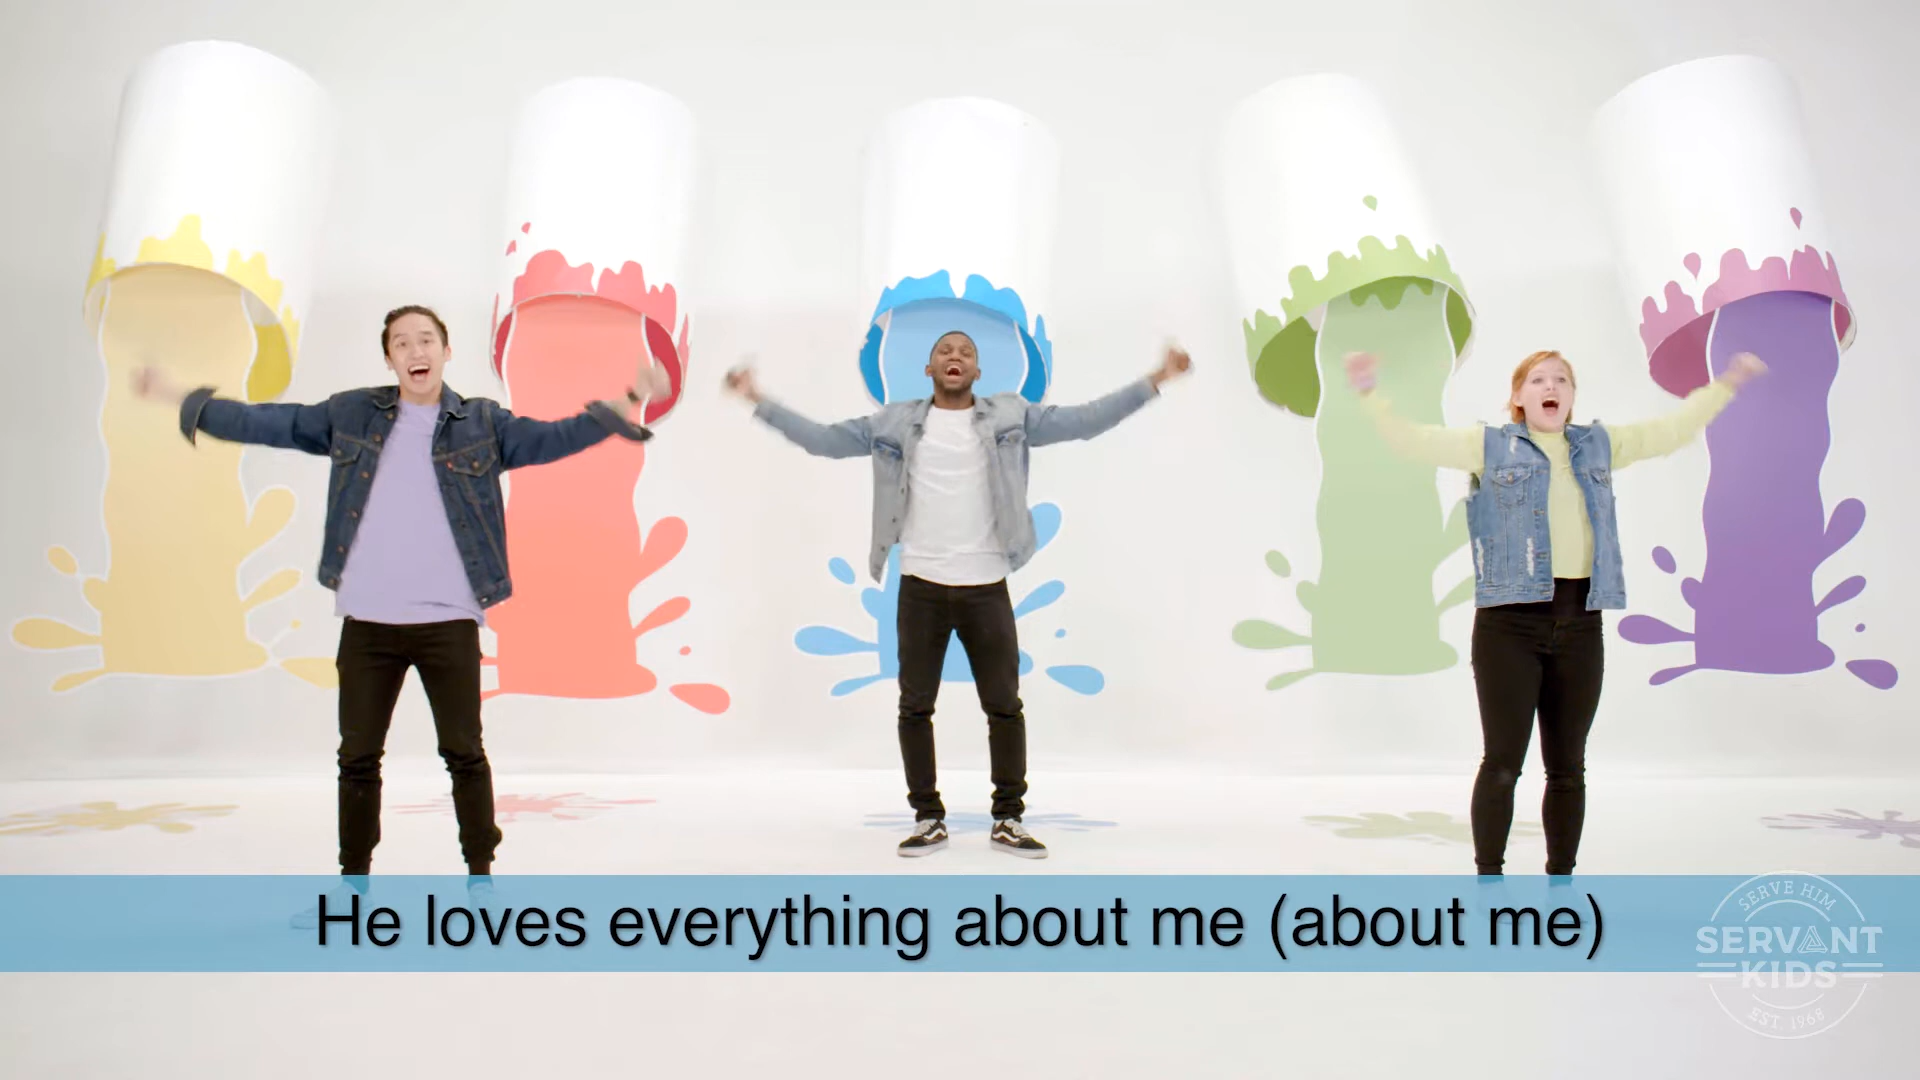 He loves everything about me (about me)
SERVE HIM
SERVANT
KIDS
EST. 1968